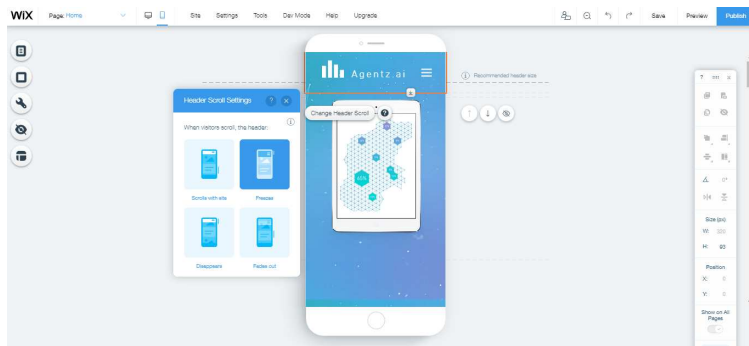 WiX Page: Home Site Settings Tools Dev Mode Help Upgrade Save Preview Publish
Agentz.ai
Recommended header size
Header Scroll Settings ? ×
Change Header Scroll ?
When visitors scroll, the header:
Scrolls with site
Freezes
Disappears
Fades out
Size (px)
W: 320
H: 93
Position
X:
Y:
Show on All
Pages